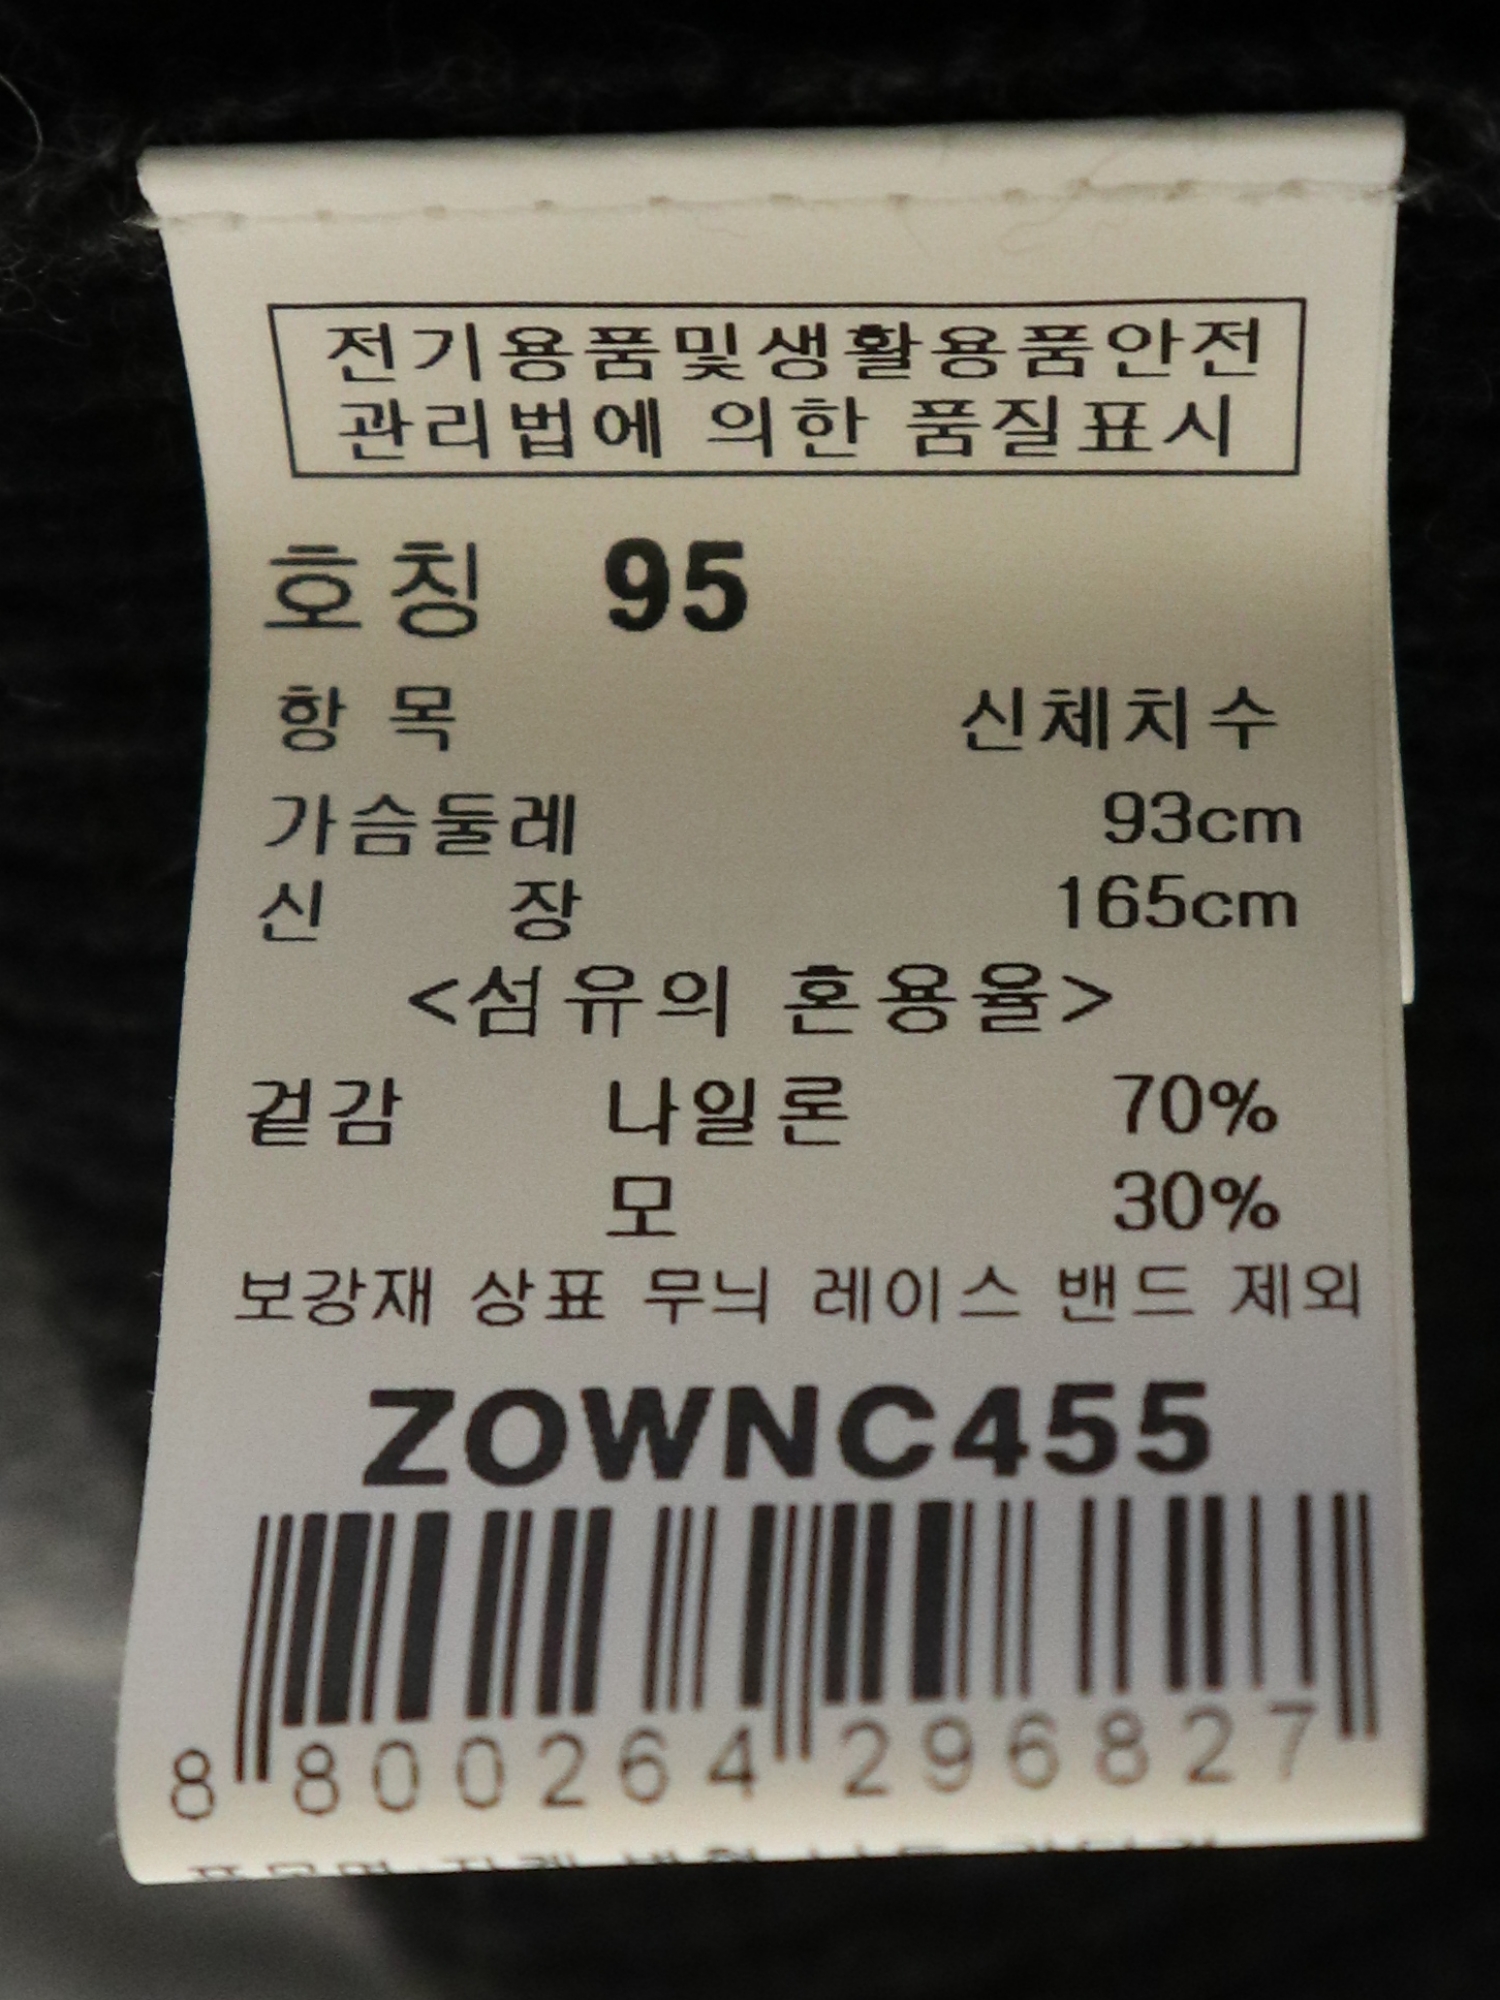 전기용품및생활용품안전
관리법에 의한 품질표시
호칭 95
항목 신체치수
가슴둘레 93cm
신 장 165cm
<섬유의 혼용율>
겉감 나일론 70%
모 30%
보강재 상표 무늬 레이스 밴드 제외
ZOWNC455
8 800264 296827